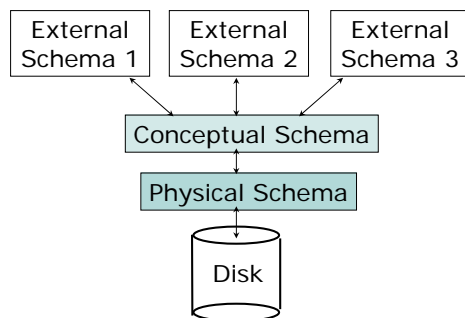 External
Schema 1
External
Schema 2
External
Schema 3
Conceptual Schema
Physical Schema
Disk